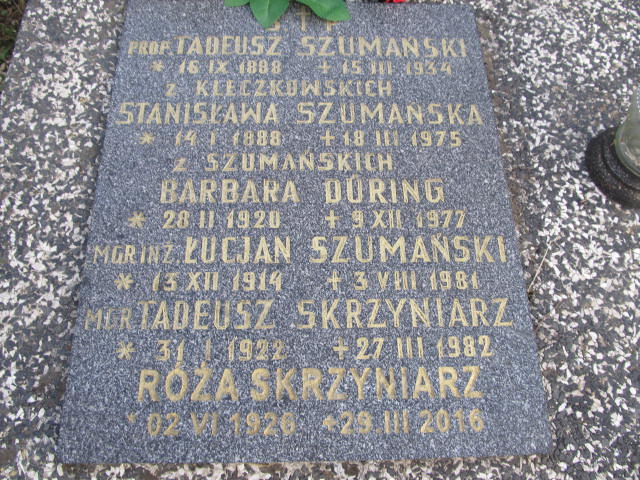 Ś T P
PROF. TADEUSZ SZUMAŃSKI
* 16 IX 1888 + 15 III 1934
z KLECZKOWSKICH
STANISŁAWA SZUMAŃSKA
* 14 I 1888 + 18 III 1975
z SZUMAŃSKICH
BARBARA DÜRING
* 28 II 1920 + 9 XII 1977
MGR INŻ. ŁUCJAN SZUMAŃSKI
* 13 XII 1914 + 3 VIII 1981
MGR TADEUSZ SKRZYNIARZ
* 31 I 1922 + 27 III 1982
RÓŻA SKRZYNIARZ
* 02 VI 1926 +29 III 2016